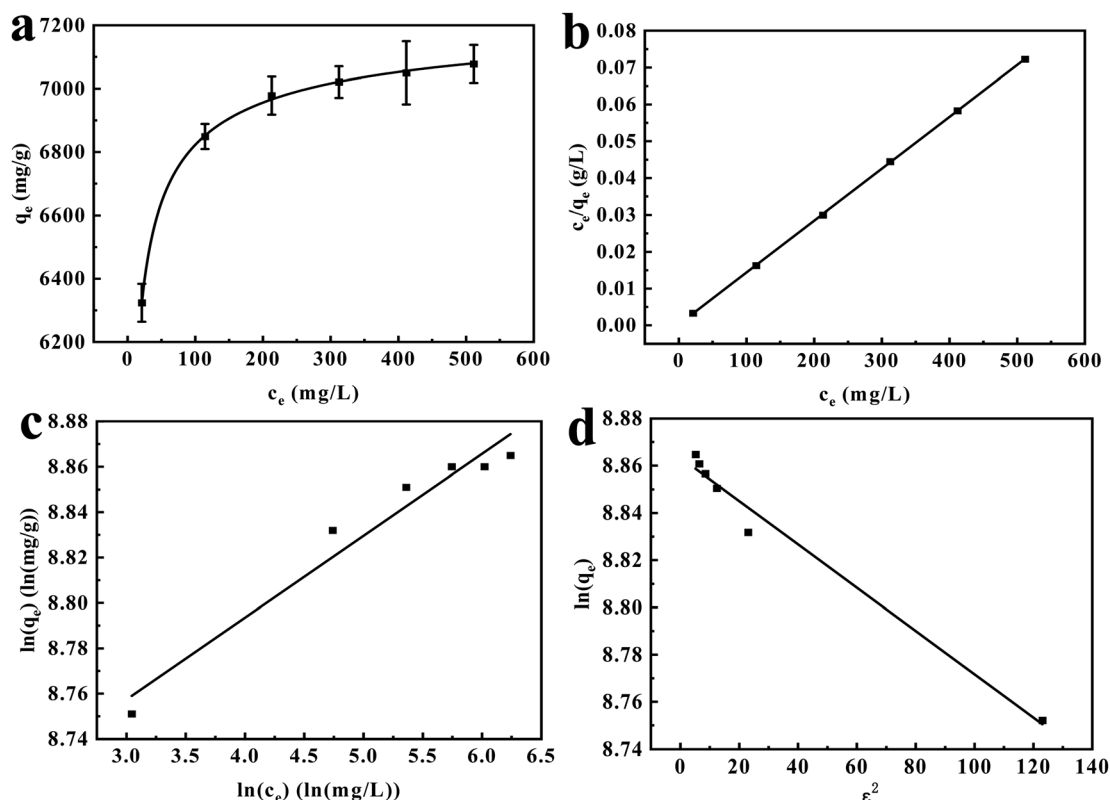 a
7200
7000
6800
6600
6400
6200
qe (mg/g)
0 100 200 300 400 500 600
ce (mg/L)
b
0.08
0.07
0.06
0.05
0.04
0.03
0.02
0.01
0.00
ce/qe (g/L)
0 100 200 300 400 500 600
ce (mg/L)
c
8.88
8.86
8.84
8.82
8.80
8.78
8.76
8.74
ln(qe) (ln(mg/g))
3.0 3.5 4.0 4.5 5.0 5.5 6.0 6.5
ln(ce) (ln(mg/L))
d
8.88
8.86
8.84
8.82
8.80
8.78
8.76
8.74
ln(qe)
0 20 40 60 80 100 120 140
ε²